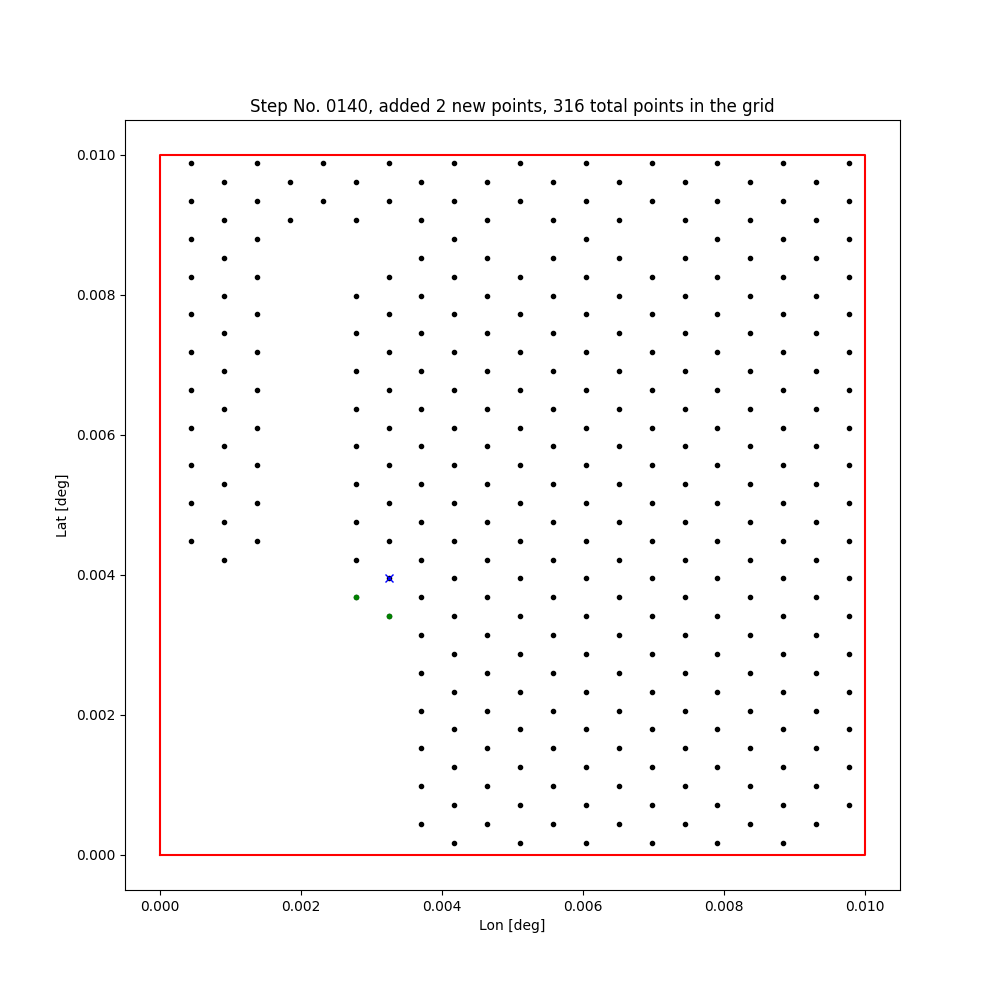 Step No. 0140, added 2 new points, 316 total points in the grid
0.010
0.008
0.006
0.004
0.002
0.000
Lat [deg]
0.000 0.002 0.004 0.006 0.008 0.010
Lon [deg]